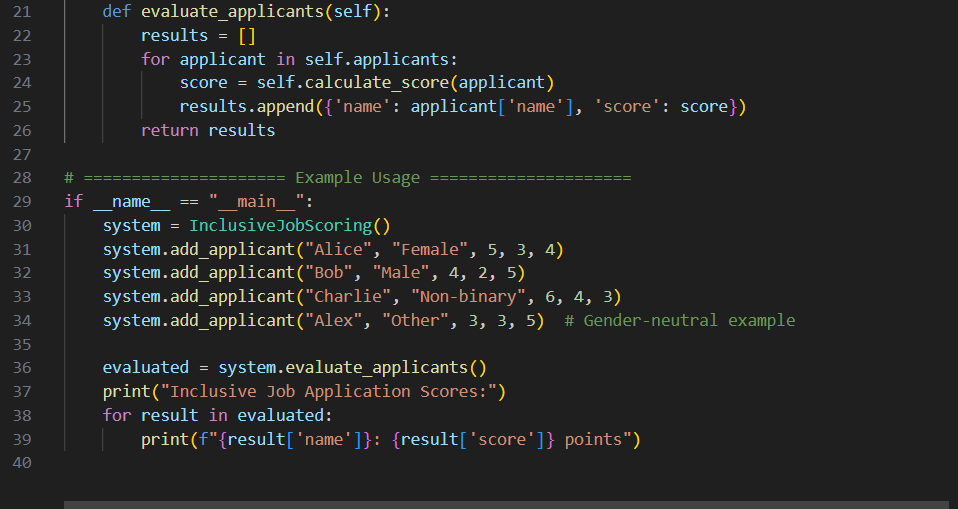 21 def evaluate_applicants(self):
22 results = []
23 for applicant in self.applicants:
24 score = self.calculate_score(applicant)
25 results.append({'name': applicant['name'], 'score': score})
26 return results
27
28 # ===================== Example Usage =====================
29 if __name__ == "__main__":
30 system = InclusiveJobScoring()
31 system.add_applicant("Alice", "Female", 5, 3, 4)
32 system.add_applicant("Bob", "Male", 4, 2, 5)
33 system.add_applicant("Charlie", "Non-binary", 6, 4, 3)
34 system.add_applicant("Alex", "Other", 3, 3, 5)  # Gender-neutral example
35
36 evaluated = system.evaluate_applicants()
37 print("Inclusive Job Application Scores:")
38 for result in evaluated:
39 print(f"{result['name']}: {result['score']} points")
40